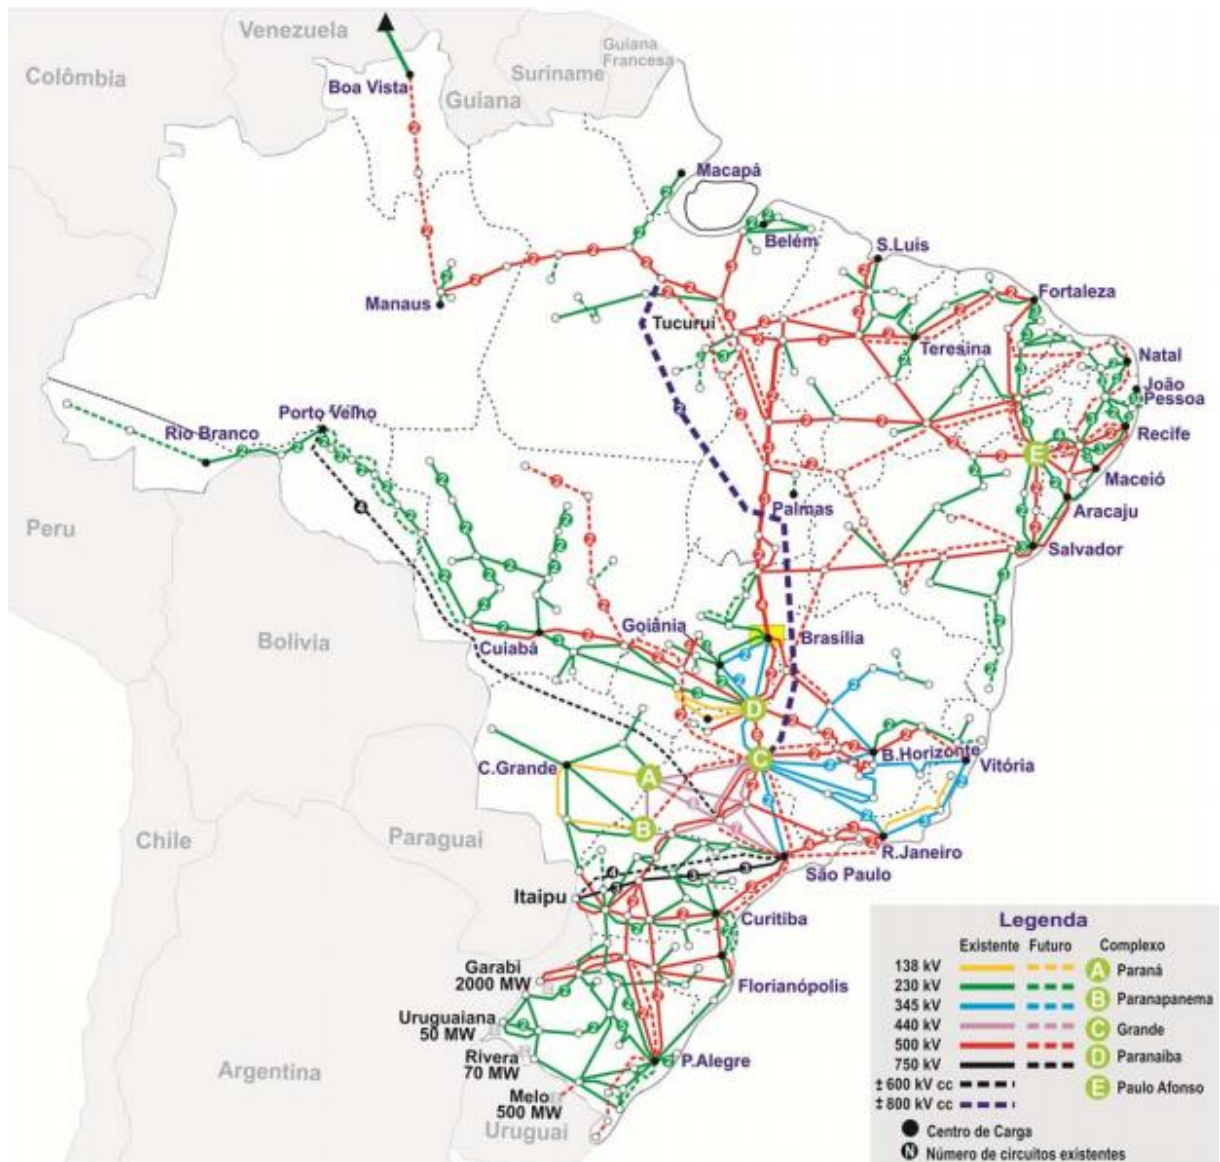 Venezuela
Guiana
Francesa
Suriname
Colômbia
Boa Vista
Guiana
Macapá
Belém
S.Luis
Manaus
Fortaleza
Tucuruí
Teresina
Natal
João
Pessoa
Porto Velho
Rio Branco
Recife
E
Maceió
Palmas
Aracaju
Peru
Salvador
Bolivia
Goiânia
Brasília
Cuiabá
D
B.Horizonte
C.Grande
A
C
Vitória
B
Chile
Paraguai
R.Janeiro
São Paulo
Itaipu
Curitiba
Garabi
2000 MW
Florianópolis
Uruguaiana
50 MW
Rivera
70 MW
P.Alegre
Argentina
Melo
500 MW
Uruguai
Legenda
Existente Futuro Complexo
138 kV A Paraná
230 kV
345 kV B Paranapanema
440 kV C Grande
500 kV
750 kV D Paranaíba
±600 kV cc E Paulo Afonso
±800 kV cc
Centro de Carga
N Número de circuitos existentes